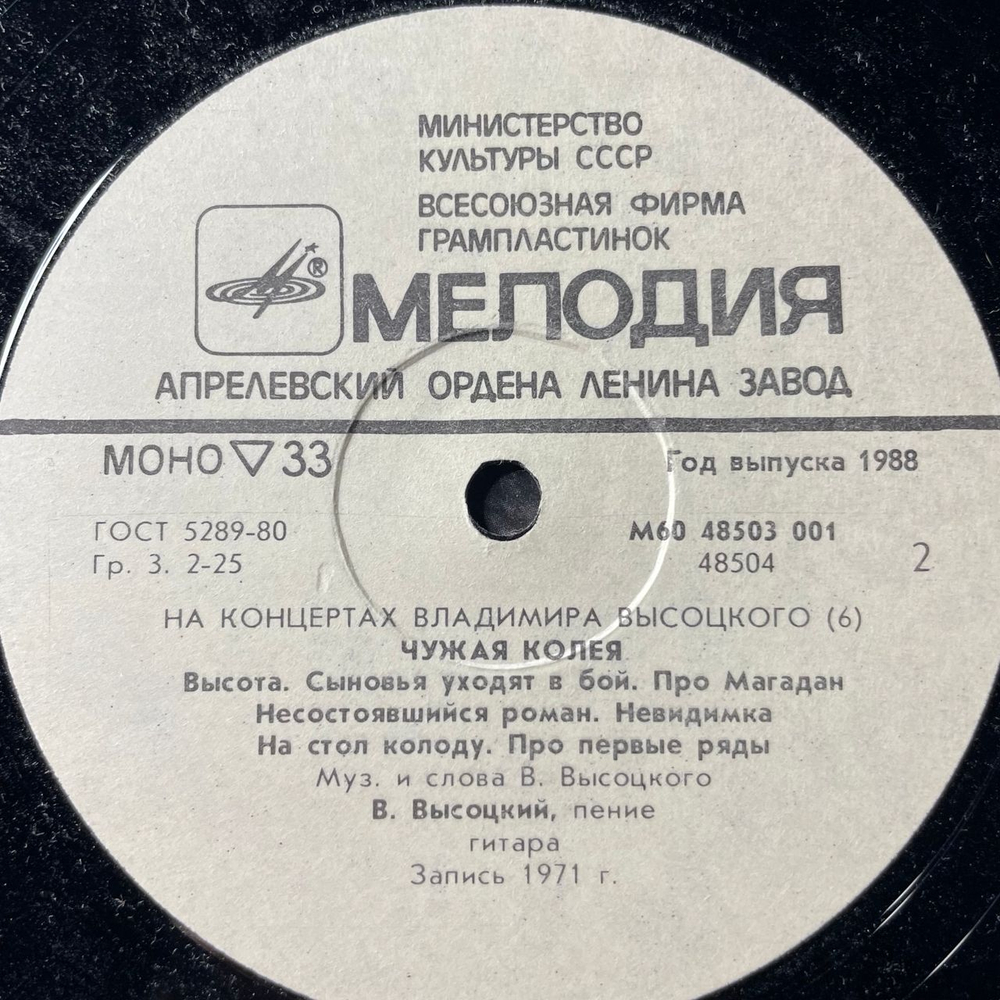 МИНИСТЕРСТВО
КУЛЬТУРЫ СССР
ВСЕСОЮЗНАЯ ФИРМА
ГРАМПЛАСТИНОК
®
МЕЛОДИЯ
АПРЕЛЕВСКИЙ ОРДЕНА ЛЕНИНА ЗАВОД
МОНО ▽ 33
Год выпуска 1988
ГОСТ 5289-80
М60 48503 001
Гр. 3. 2-25
48504
2
НА КОНЦЕРТАХ ВЛАДИМИРА ВЫСОЦКОГО (6)
ЧУЖАЯ КОЛЕЯ
Высота. Сыновья уходят в бой. Про Магадан
Несостоявшийся роман. Невидимка
На стол колоду. Про первые ряды
Муз. и слова В. Высоцкого
В. Высоцкий, пение
гитара
Запись 1971 г.